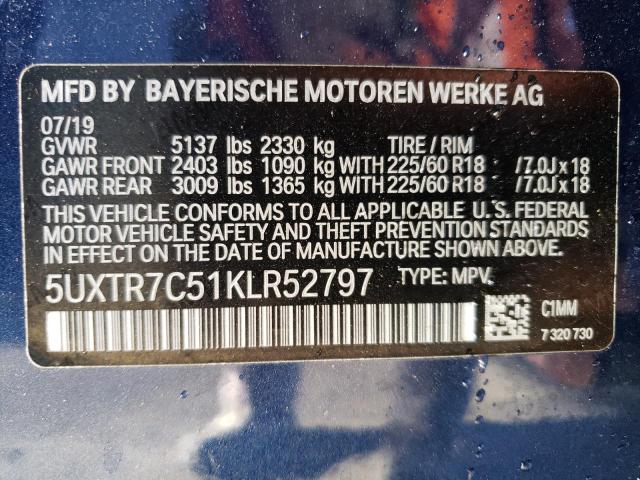 MFD BY BAYERISCHE MOTOREN WERKE AG
07/19
GVWR 5137 lbs 2330 kg TIRE / RIM
GAWR FRONT 2403 lbs 1090 kg WITH 225/60 R18 /7.0J x 18
GAWR REAR 3009 lbs 1365 kg WITH 225/60 R18 /7.0J x 18
THIS VEHICLE CONFORMS TO ALL APPLICABLE U.S. FEDERAL
MOTOR VEHICLE SAFETY AND THEFT PREVENTION STANDARDS
IN EFFECT ON THE DATE OF MANUFACTURE SHOWN ABOVE.
5UXTR7C51KLR52797 TYPE: MPV
C1MM
7 320 730